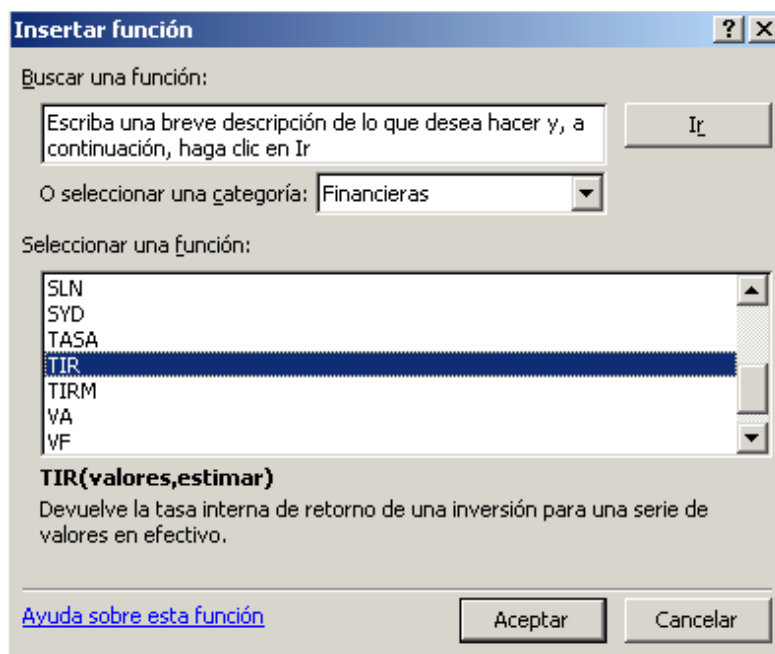 Insertar función
Buscar una función:
Escriba una breve descripción de lo que desea hacer y, a
continuación, haga clic en Ir
Ir
O seleccionar una categoría: Financieras
Seleccionar una función:
SLN
SYD
TASA
TIR
TIRM
VA
VF
TIR(valores,estimar)
Devuelve la tasa interna de retorno de una inversión para una serie de
valores en efectivo.
Ayuda sobre esta función
Aceptar
Cancelar